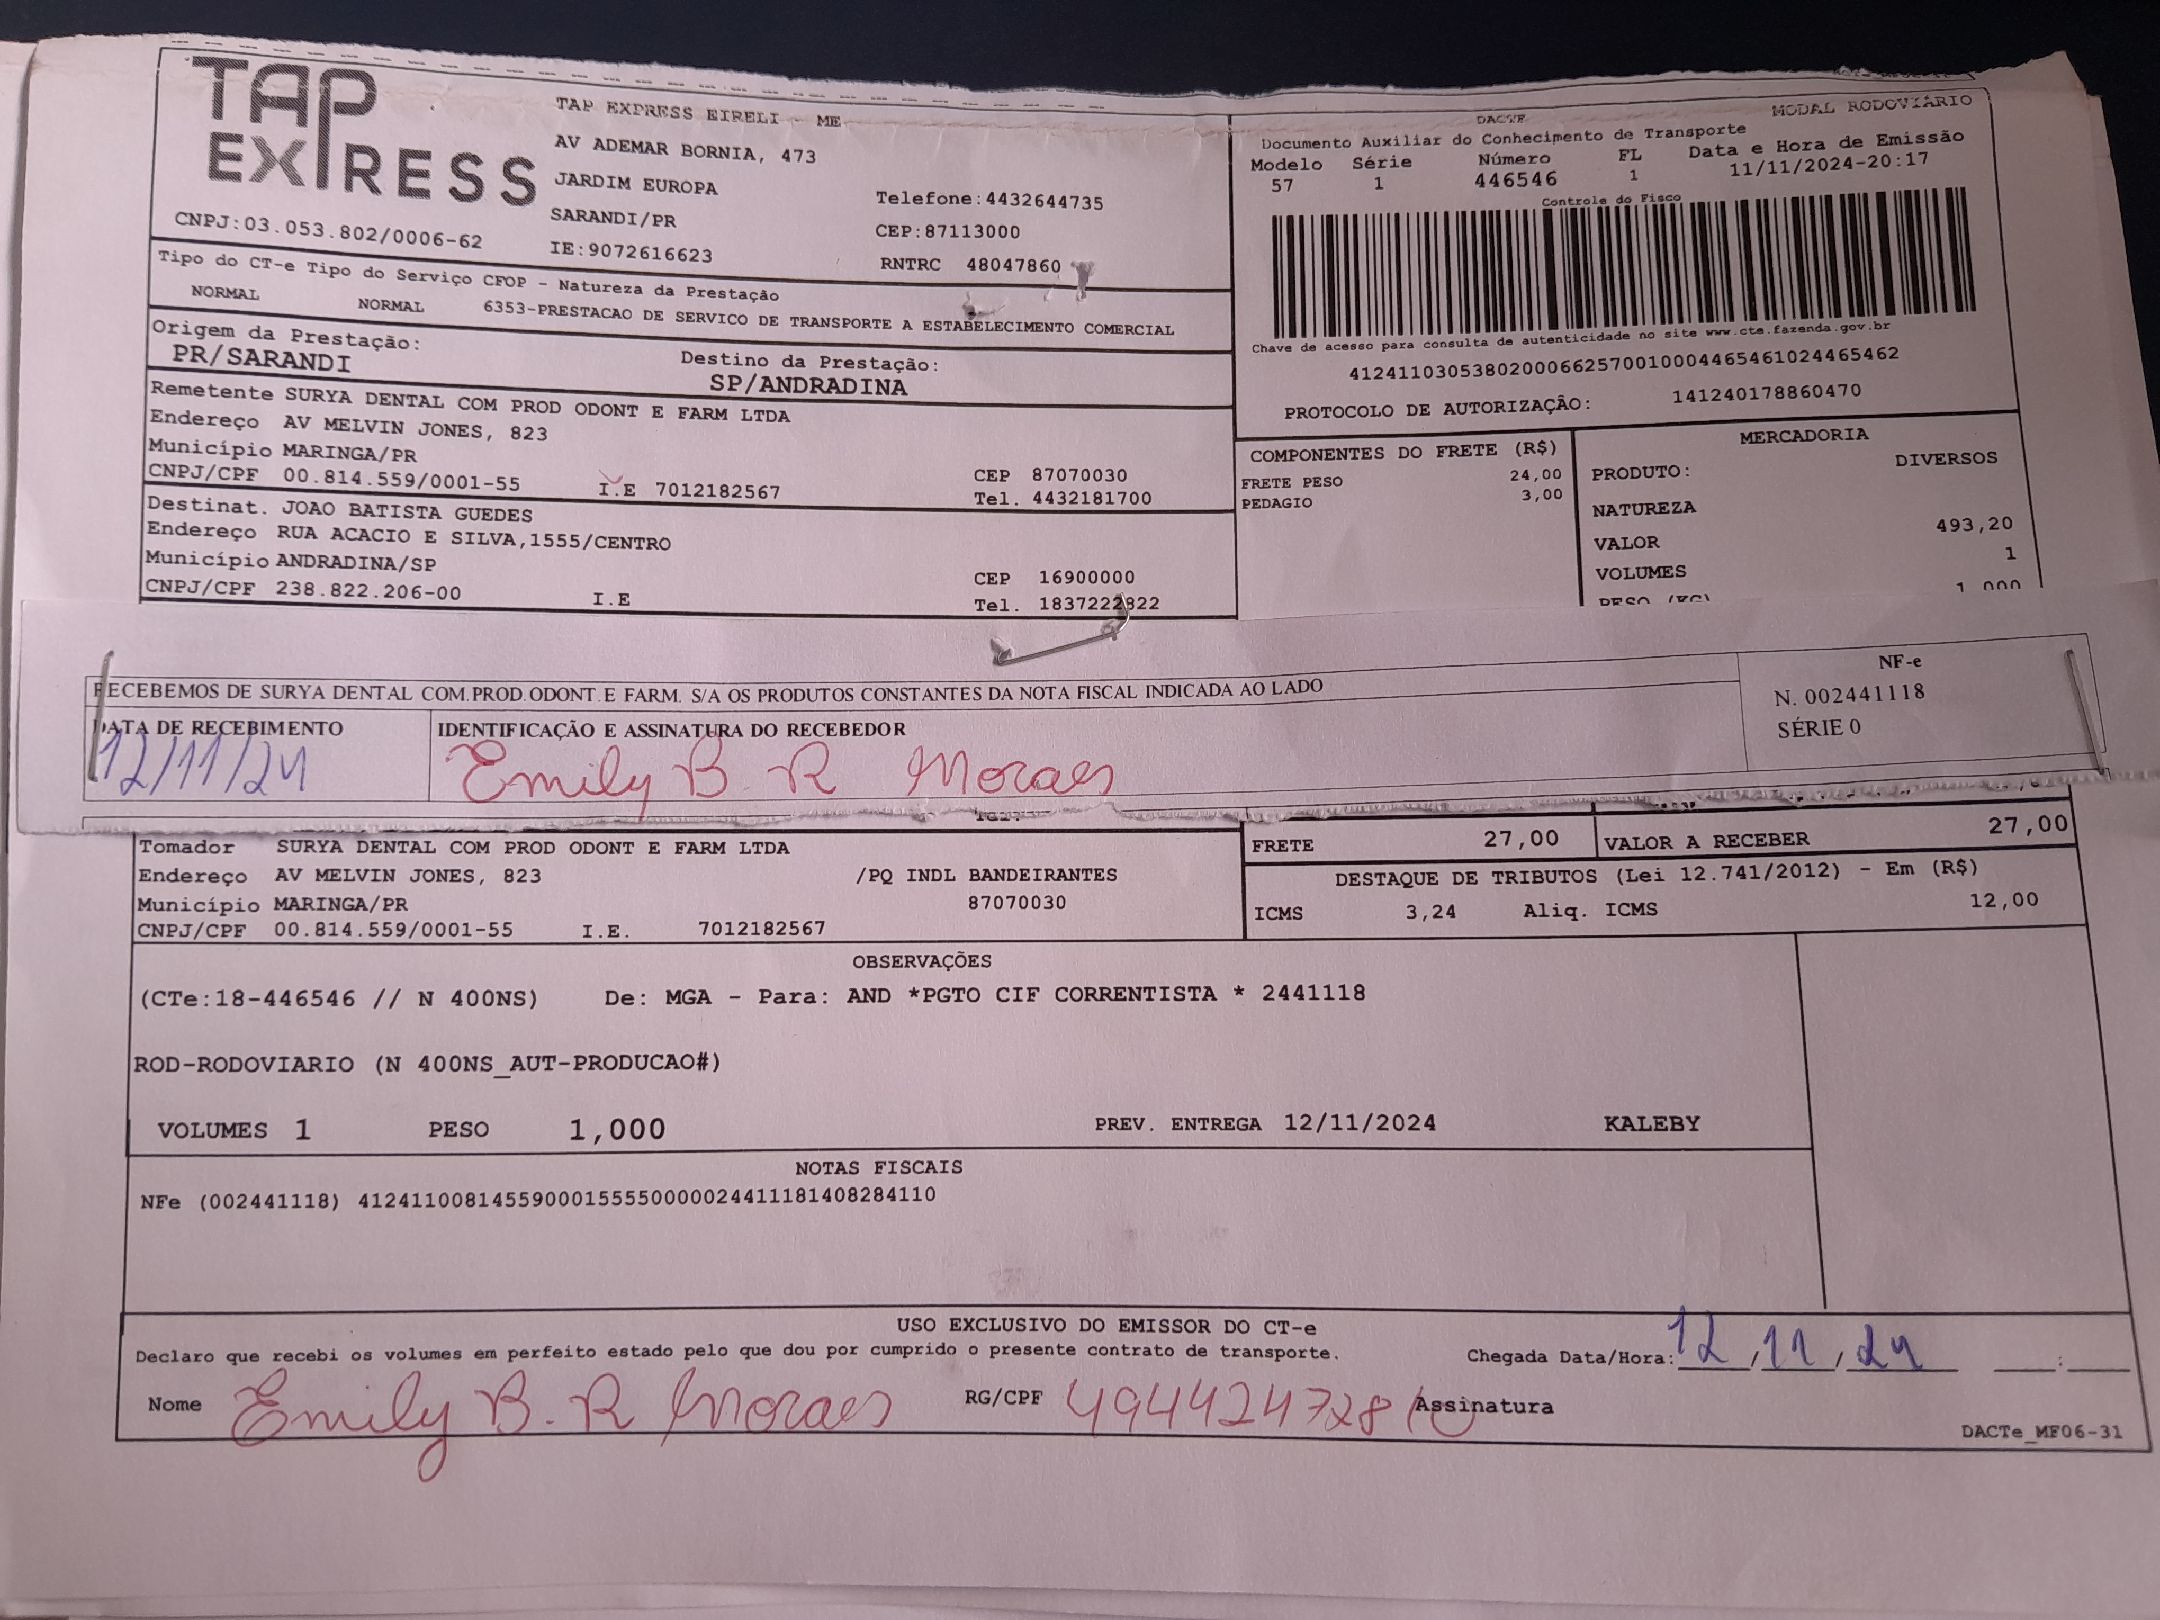 TAP
EXPRESS
CNPJ:03.053.802/0006-62
TAP EXPRESS EIRELI - ME
AV ADEMAR BORNIA, 473
JARDIM EUROPA
SARANDI/PR
IE:9072616623
Telefone:4432644735
CEP:87113000
RNTRC 48047860
DACTE
MODAL RODOVIÁRIO
Documento Auxiliar do Conhecimento de Transporte
Modelo Série Número FL Data e Hora de Emissão
57 1 446546 1 11/11/2024-20:17
Controle do Fisco
Chave de acesso para consulta de autenticidade no site www.cte.fazenda.gov.br
41241103053802000662570010004465461024465462
PROTOCOLO DE AUTORIZAÇÃO: 141240178860470
Tipo do CT-e Tipo do Serviço CFOP - Natureza da Prestação
NORMAL NORMAL 6353-PRESTACAO DE SERVICO DE TRANSPORTE A ESTABELECIMENTO COMERCIAL
Origem da Prestação: Destino da Prestação:
PR/SARANDI SP/ANDRADINA
Remetente SURYA DENTAL COM PROD ODONT E FARM LTDA
Endereço AV MELVIN JONES, 823
Município MARINGA/PR CEP 87070030
CNPJ/CPF 00.814.559/0001-55 I.E 7012182567 Tel. 4432181700
Destinat. JOAO BATISTA GUEDES
Endereço RUA ACACIO E SILVA,1555/CENTRO
Município ANDRADINA/SP CEP 16900000
CNPJ/CPF 238.822.206-00 I.E Tel. 1837222822
COMPONENTES DO FRETE (R$)
FRETE PESO 24,00
PEDAGIO 3,00
MERCADORIA
PRODUTO: DIVERSOS
NATUREZA
VALOR 493,20
VOLUMES 1
PESO (KG) 1,000
RECEBEMOS DE SURYA DENTAL COM.PROD.ODONT.E FARM. S/A OS PRODUTOS CONSTANTES DA NOTA FISCAL INDICADA AO LADO
DATA DE RECEBIMENTO IDENTIFICAÇÃO E ASSINATURA DO RECEBEDOR
12/11/24 Emily B R Moraes
NF-e
N. 002441118
SÉRIE 0
Tomador SURYA DENTAL COM PROD ODONT E FARM LTDA
Endereço AV MELVIN JONES, 823 /PQ INDL BANDEIRANTES
Município MARINGA/PR 87070030
CNPJ/CPF 00.814.559/0001-55 I.E. 7012182567
FRETE 27,00 VALOR A RECEBER 27,00
DESTAQUE DE TRIBUTOS (Lei 12.741/2012) - Em (R$)
ICMS 3,24 Aliq. ICMS 12,00
OBSERVAÇÕES
(CTe:18-446546 // N 400NS) De: MGA - Para: AND *PGTO CIF CORRENTISTA * 2441118
ROD-RODOVIARIO (N 400NS_AUT-PRODUCAO#)
VOLUMES 1 PESO 1,000 PREV. ENTREGA 12/11/2024 KALEBY
NOTAS FISCAIS
NFe (002441118) 41241100814559000155550000024411181408284110
USO EXCLUSIVO DO EMISSOR DO CT-e
Declaro que recebi os volumes em perfeito estado pelo que dou por cumprido o presente contrato de transporte. Chegada Data/Hora: 12/11/24 __:__
Nome Emily B. R Moraes RG/CPF 49442472816 Assinatura
DACTe_MF06-31